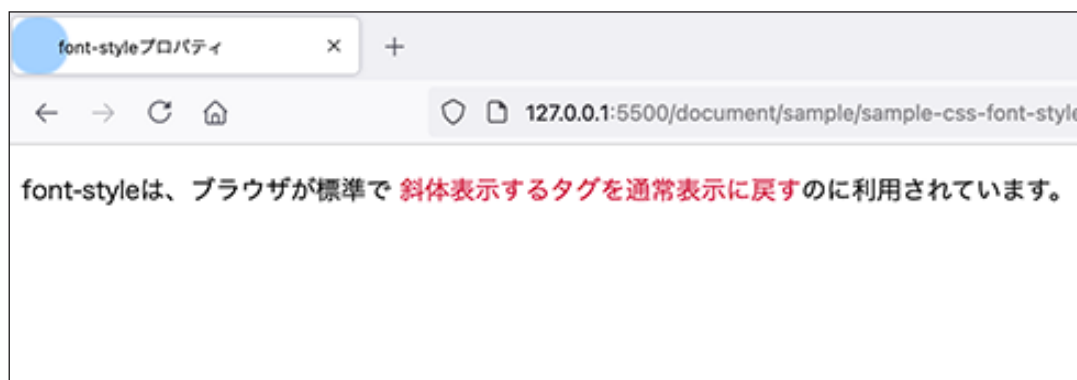 font-styleプロパティ
127.0.0.1:5500/document/sample/sample-css-font-style
font-styleは、ブラウザが標準で 斜体表示するタグを通常表示に戻すのに利用されています。